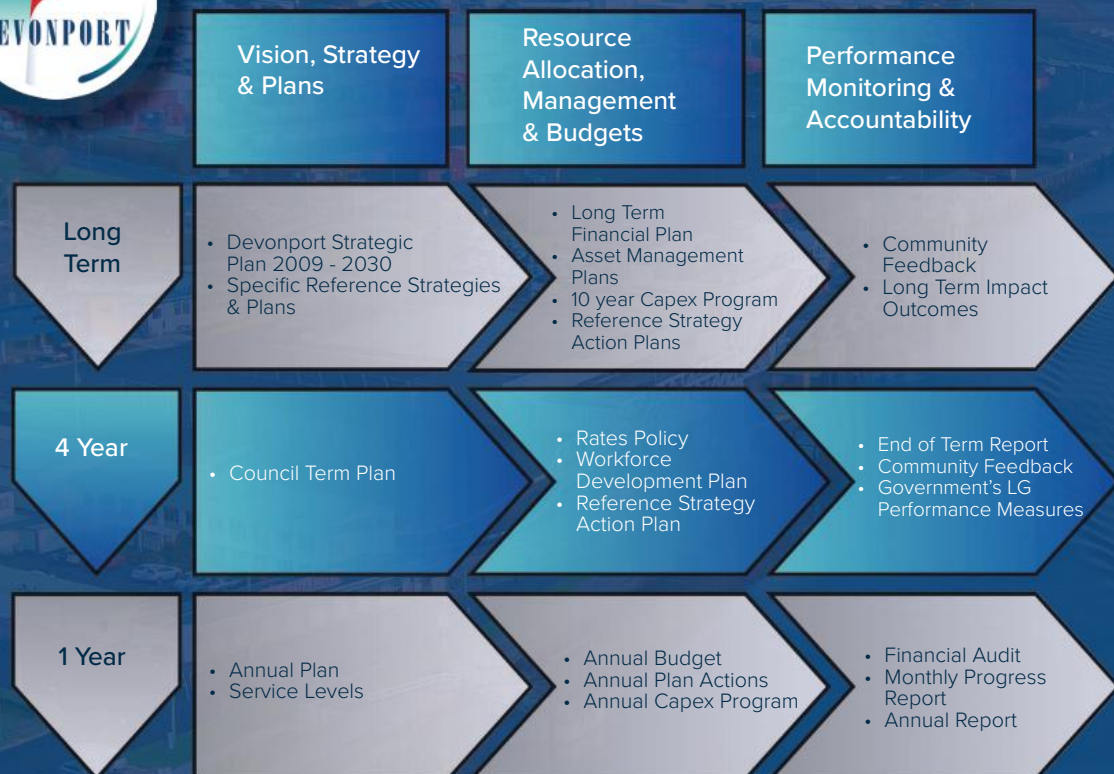 EVONPORT
Vision, Strategy
& Plans
Resource
Allocation,
Management
& Budgets
Performance
Monitoring &
Accountability
Long
Term
• Devonport Strategic
Plan 2009 - 2030
• Specific Reference Strategies
& Plans
• Long Term
Financial Plan
• Asset Management
Plans
• 10 year Capex Program
• Reference Strategy
Action Plans
• Community
Feedback
• Long Term Impact
Outcomes
4 Year
• Council Term Plan
• Rates Policy
• Workforce
Development Plan
• Reference Strategy
Action Plan
• End of Term Report
• Community Feedback
• Government's LG
Performance Measures
1 Year
• Annual Plan
• Service Levels
• Annual Budget
• Annual Plan Actions
• Annual Capex Program
• Financial Audit
• Monthly Progress
Report
• Annual Report